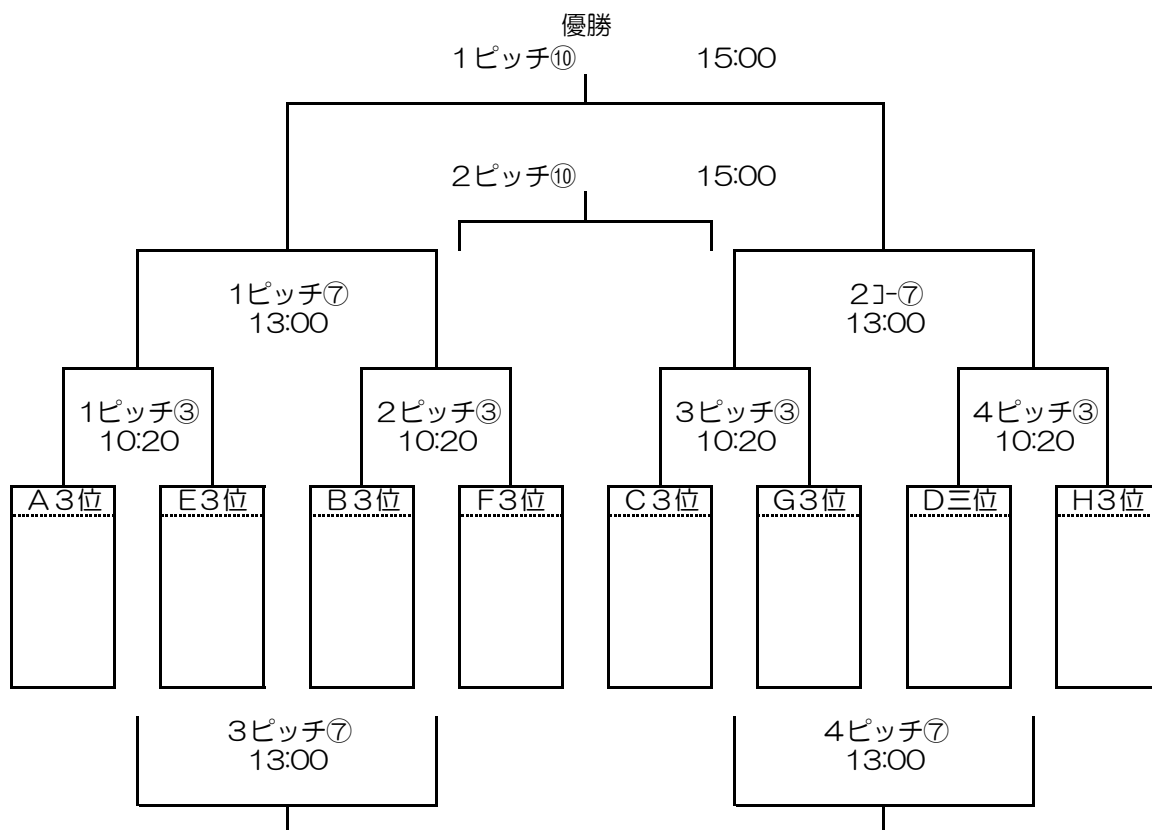 優勝
1ピッチ⑩ 15:00
2ピッチ⑩ 15:00
1ピッチ⑦ 2ｺｰ⑦
13:00 13:00
1ピッチ③ 2ピッチ③ 3ピッチ③ 4ピッチ③
10:20 10:20 10:20 10:20
A3位 E3位 B3位 F3位 C3位 G3位 D三位 H3位
3ピッチ⑦ 4ピッチ⑦
13:00 13:00